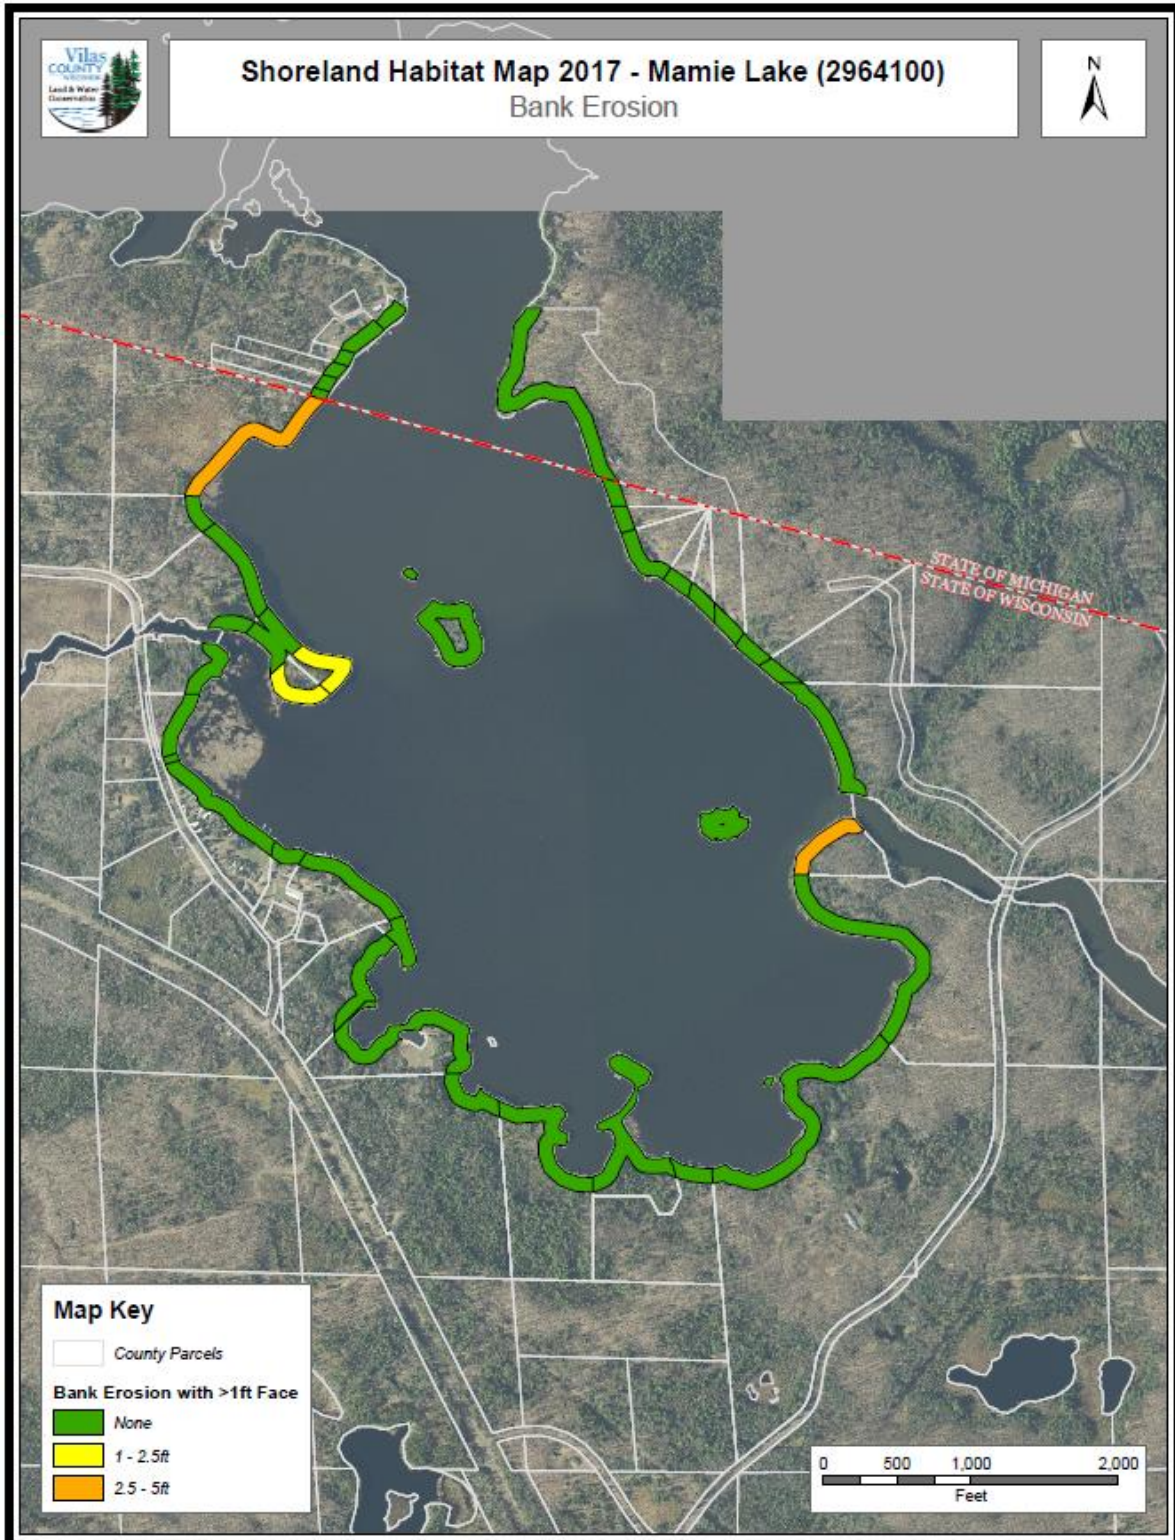 Vilas
COUNTY
WISCONSIN
Land & Water
Conservation
Shoreland Habitat Map 2017 - Mamie Lake (2964100)
Bank Erosion
N
STATE OF MICHIGAN
STATE OF WISCONSIN
Map Key
County Parcels
Bank Erosion with >1ft Face
None
1 - 2.5ft
2.5 - 5ft
0 500 1,000 2,000
Feet